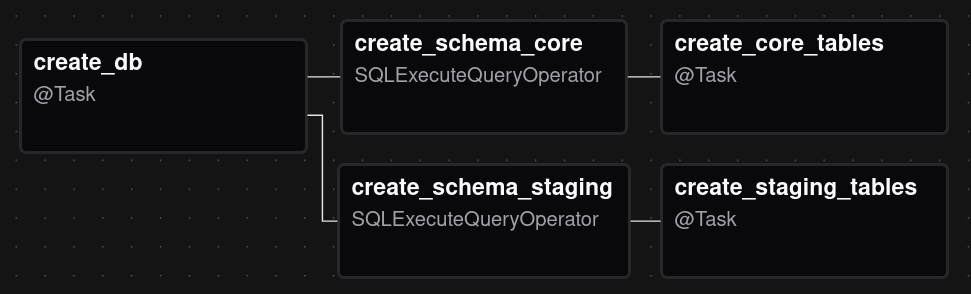 create_db
@Task
create_schema_core
SQLExecuteQueryOperator
create_core_tables
@Task
create_schema_staging
SQLExecuteQueryOperator
create_staging_tables
@Task